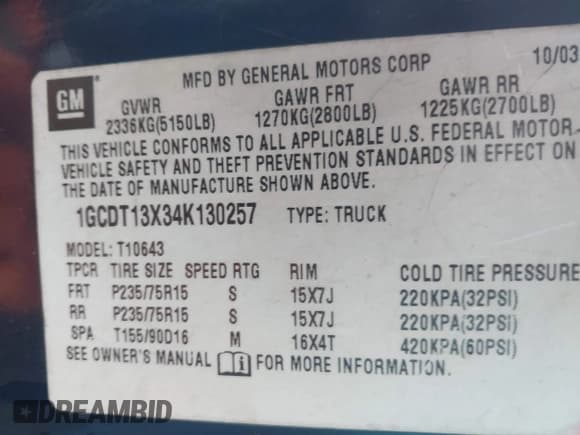 MFD BY GENERAL MOTORS CORP 10/03
GM
GVWR GAWR FRT GAWR RR
2336KG(5150LB) 1270KG(2800LB) 1225KG(2700LB)
THIS VEHICLE CONFORMS TO ALL APPLICABLE U.S. FEDERAL MOTOR
VEHICLE SAFETY AND THEFT PREVENTION STANDARDS IN EFFECT ON
THE DATE OF MANUFACTURE SHOWN ABOVE.
1GCDT13X34K130257 TYPE: TRUCK
MODEL: T10643
TPCR TIRE SIZE SPEED RTG RIM COLD TIRE PRESSURE
FRT P235/75R15 S 15X7J 220KPA(32PSI)
RR P235/75R15 S 15X7J 220KPA(32PSI)
SPA T155/90D16 M 16X4T 420KPA(60PSI)
SEE OWNER'S MANUAL FOR MORE INFORMATION.
DREAMBID